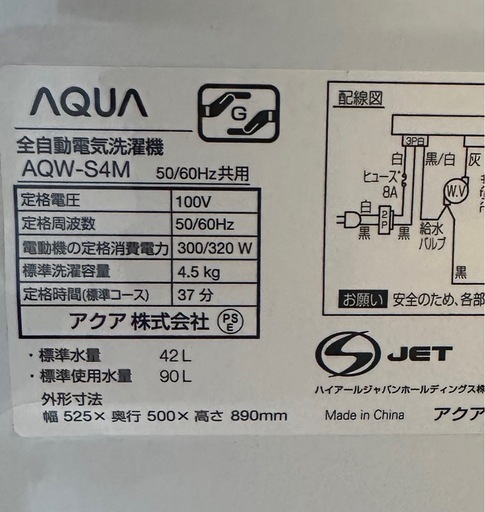 AQUA
G
全自動電気洗濯機
AQW-S4M 50/60Hz共用
定格電圧 100V
定格周波数 50/60Hz
電動機の定格消費電力 300/320 W
標準洗濯容量 4.5 kg
定格時間(標準コース) 37 分
アクア 株式会社 PSE
・標準水量 42 L
・標準使用水量 90 L
外形寸法
幅 525× 奥行 500× 高さ 890mm
配線図
3P白
白 黒/白 灰
ヒューズ 8A
W.V
白
2P
黒 黒
給水バルブ
黒
お願い 安全のため、各部
S JET
ハイアールジャパンホールディングス株
Made in China アクア